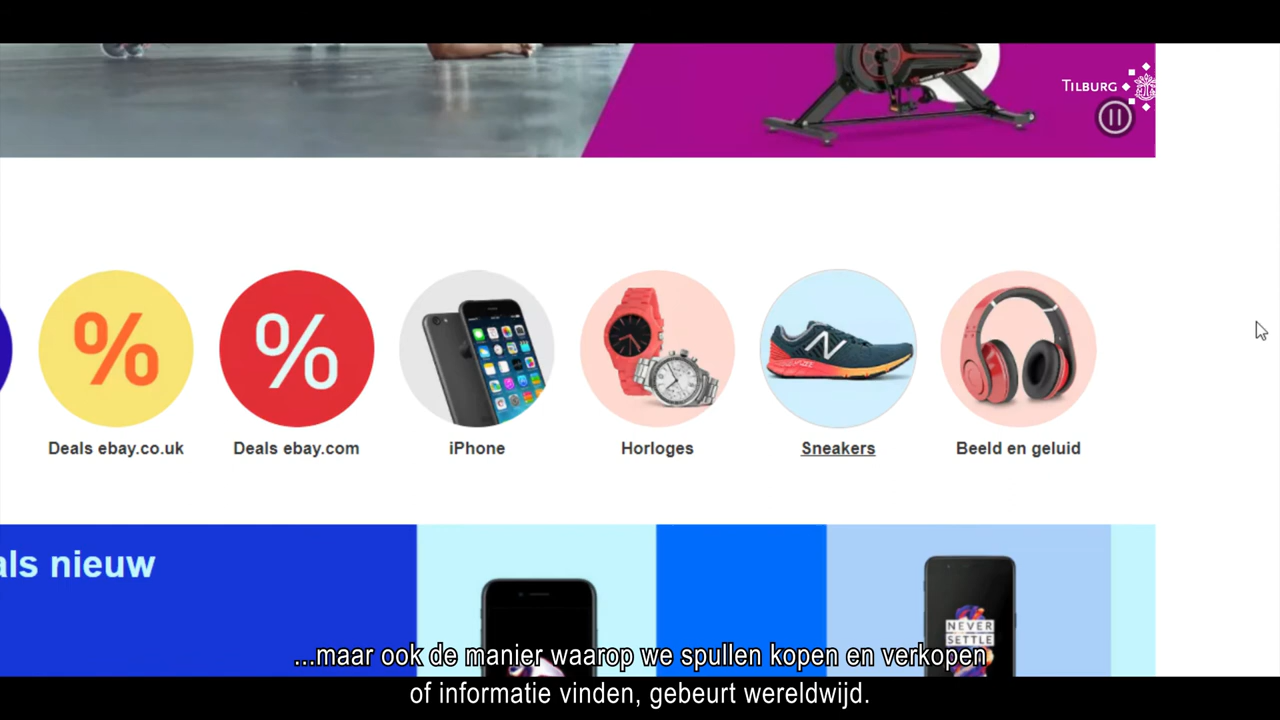 TILBURG
%
%
N
Deals ebay.co.uk
Deals ebay.com
iPhone
Horloges
Sneakers
Beeld en geluid
als nieuw
NEVER
SETTLE
...maar ook de manier waarop we spullen kopen en verkopen
of informatie vinden, gebeurt wereldwijd.